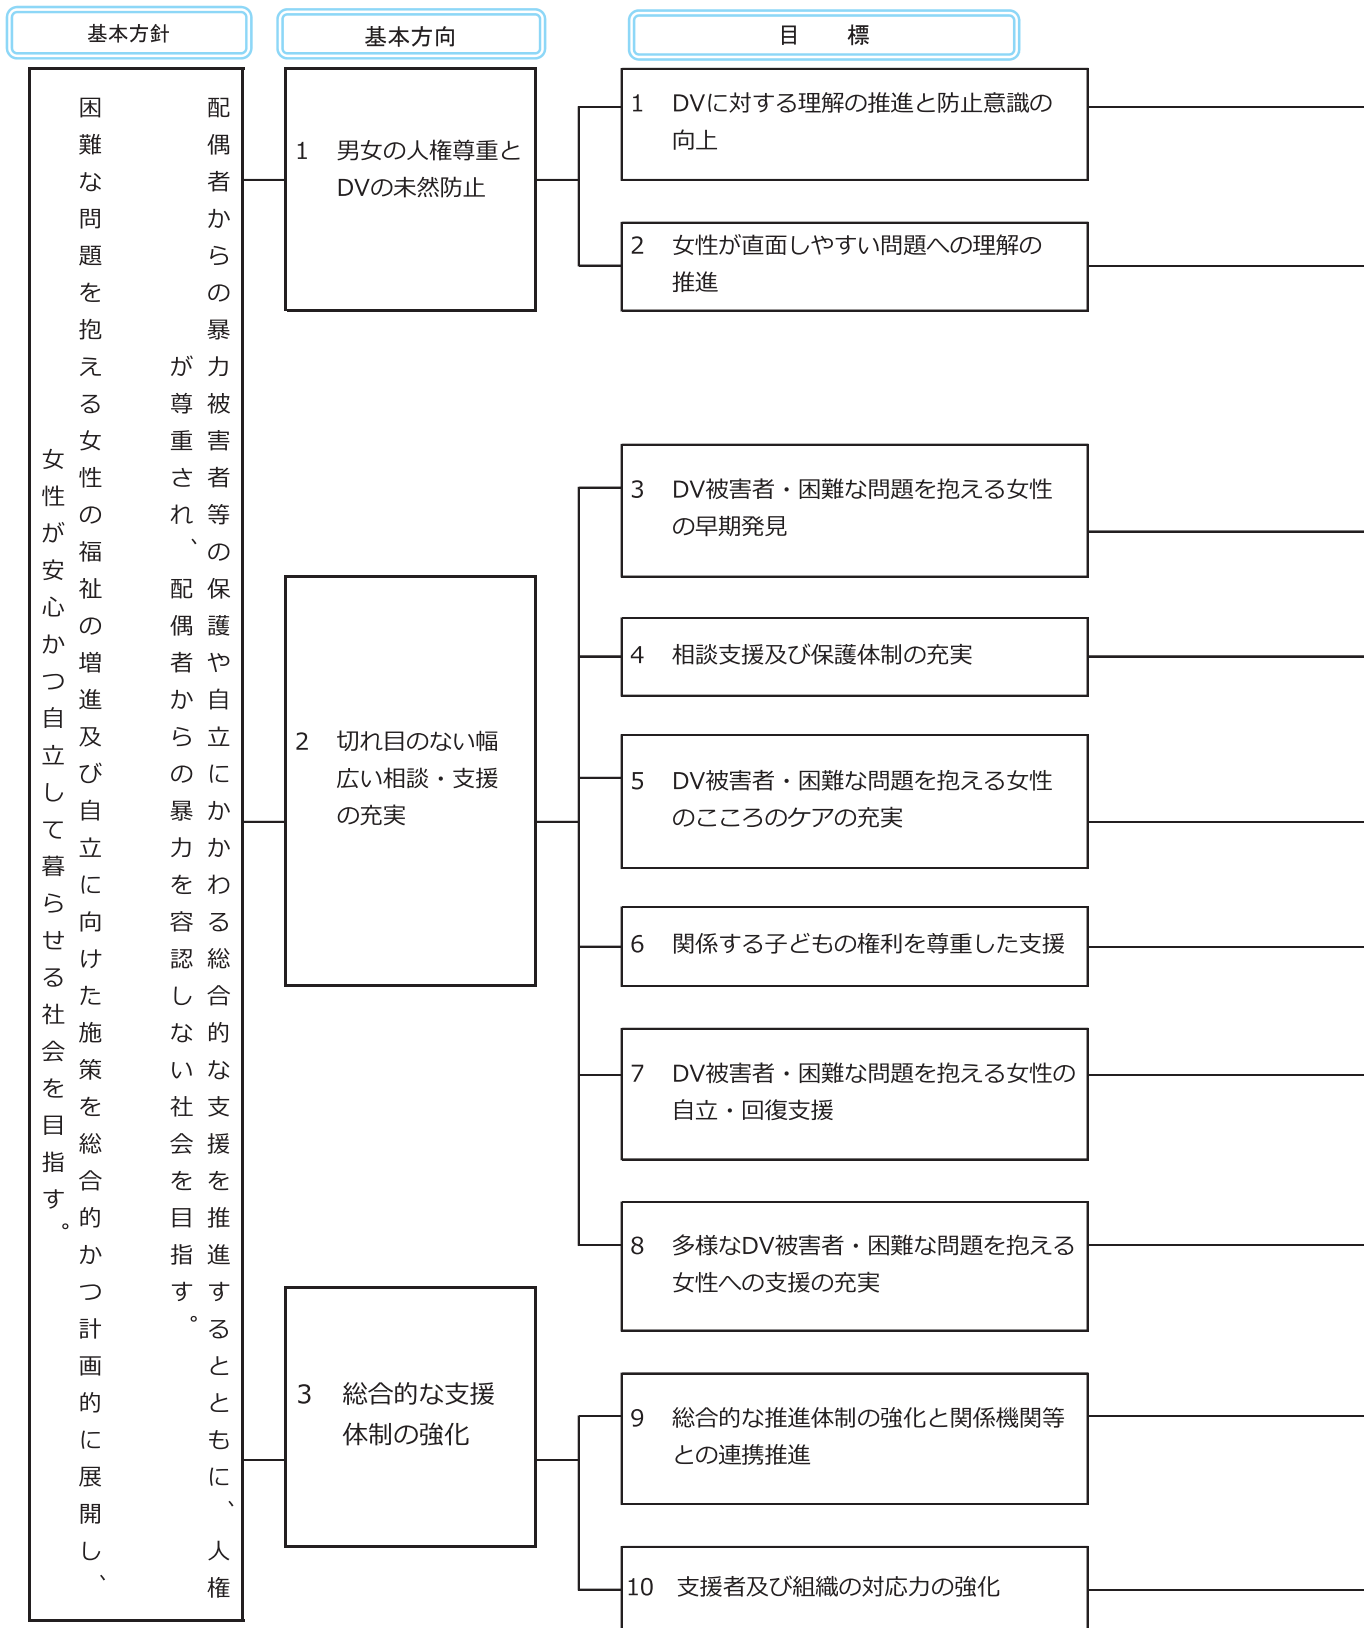 基本方針
基本方向
目　標
配偶者からの暴力被害者等の保護や自立にかかわる総合的な支援を推進するとともに、人権
が尊重され、配偶者からの暴力を容認しない社会を目指す。
困難な問題を抱える女性の福祉の増進及び自立に向けた施策を総合的かつ計画的に展開し、
女性が安心かつ自立して暮らせる社会を目指す。
1　男女の人権尊重と
DVの未然防止
1　DVに対する理解の推進と防止意識の
向上
2　女性が直面しやすい問題への理解の
推進
2　切れ目のない幅
広い相談・支援
の充実
3　DV被害者・困難な問題を抱える女性
の早期発見
4　相談支援及び保護体制の充実
5　DV被害者・困難な問題を抱える女性
のこころのケアの充実
6　関係する子どもの権利を尊重した支援
7　DV被害者・困難な問題を抱える女性の
自立・回復支援
8　多様なDV被害者・困難な問題を抱える
女性への支援の充実
3　総合的な支援
体制の強化
9　総合的な推進体制の強化と関係機関等
との連携推進
10　支援者及び組織の対応力の強化